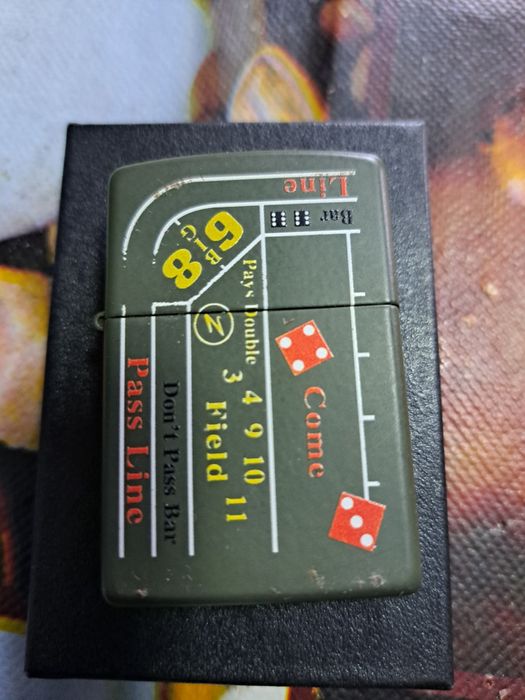 Line
Bar
6
BIG
8
Pays Double
Z
3 4 9 10 11
Field
Come
Don't Pass Bar
Pass Line